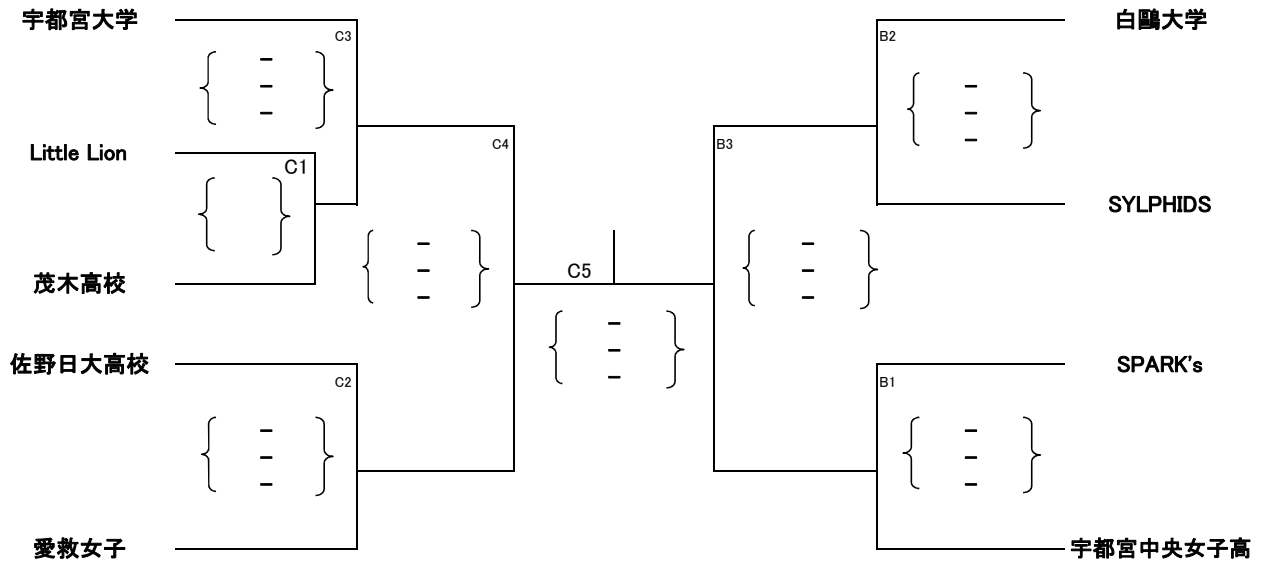 宇都宮大学
C3
{ - - - }
Little Lion
C1
{ }
茂木高校
佐野日大高校
C2
{ - - - }
愛救女子
C4
{ - - - }
C5
{ - - - }
B3
{ - - - }
白鷗大学
B2
{ - - - }
SYLPHIDS
SPARK's
B1
{ - - - }
宇都宮中央女子高